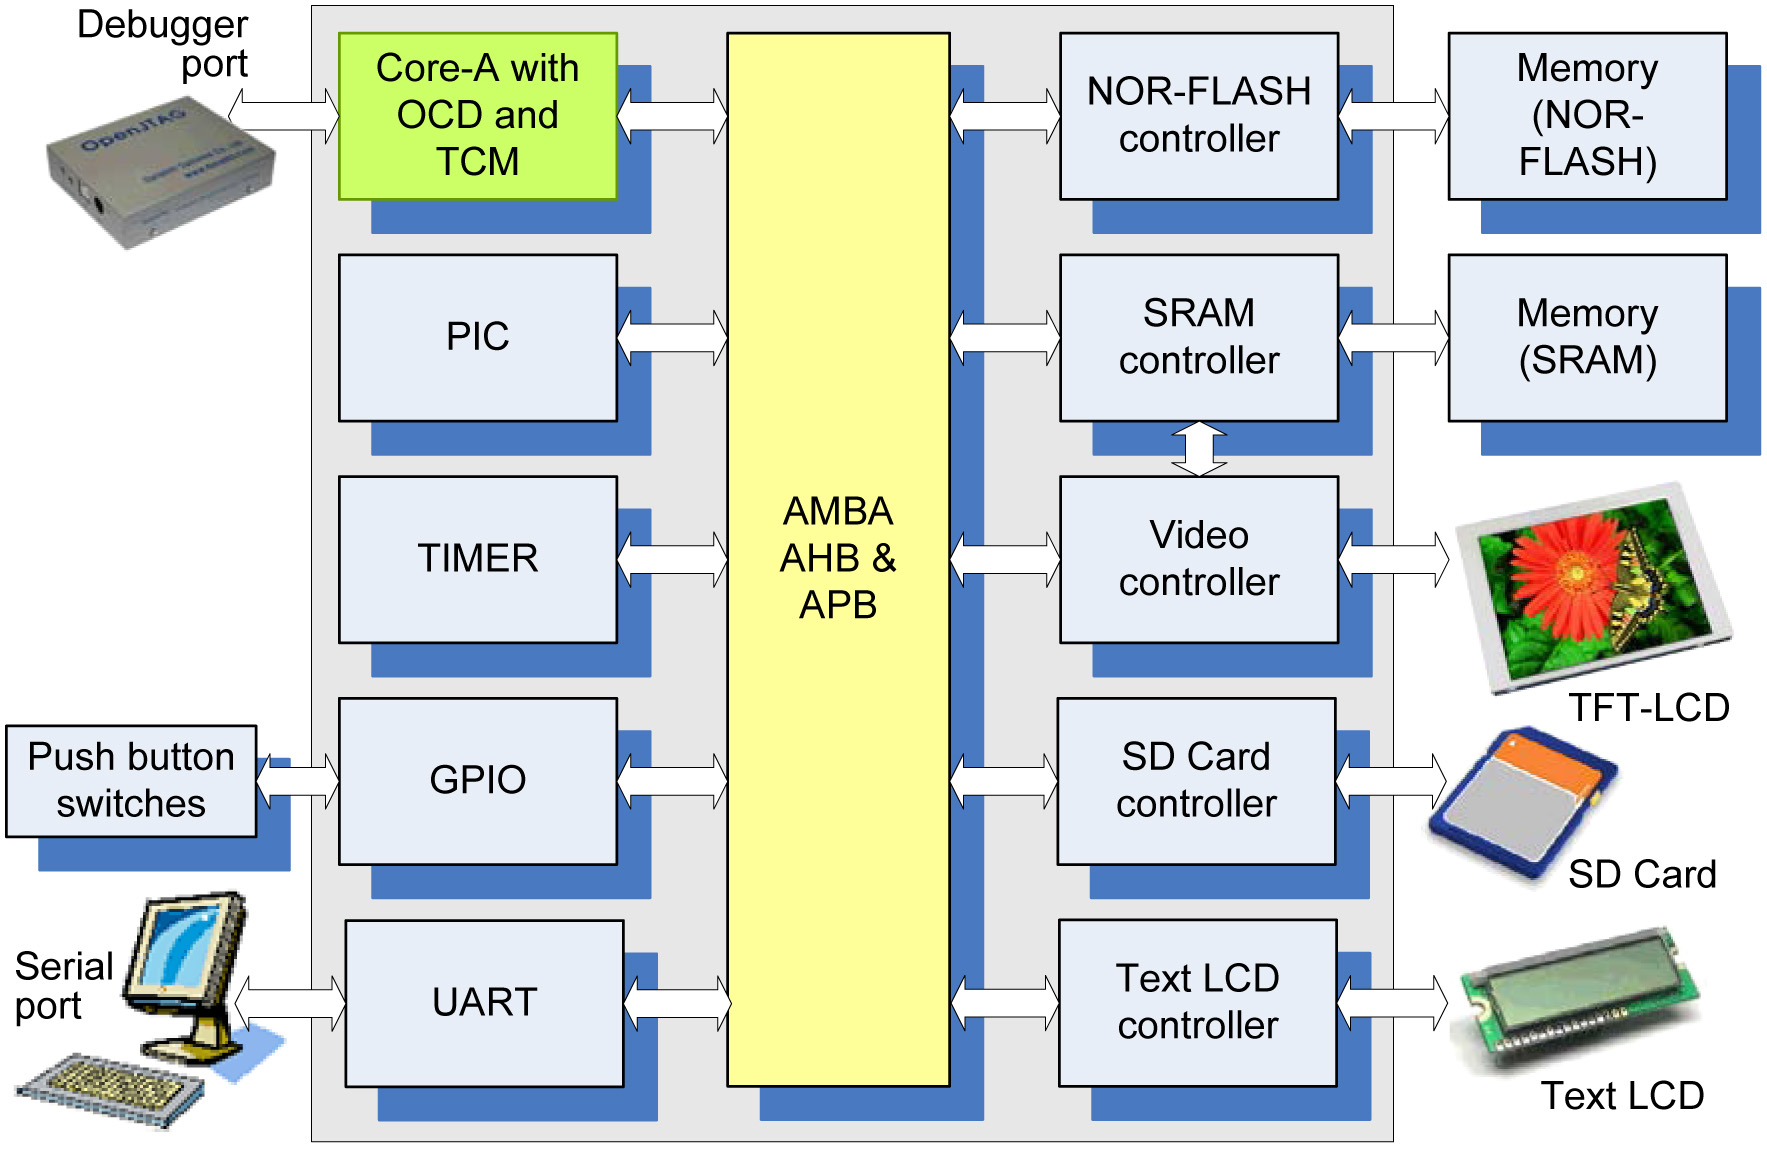 Debugger
port
OpenJTAG
Core-A with
OCD and
TCM
PIC
TIMER
Push button
switches
GPIO
Serial
port
UART
AMBA
AHB &
APB
NOR-FLASH
controller
SRAM
controller
Video
controller
SD Card
controller
Text LCD
controller
Memory
(NOR-
FLASH)
Memory
(SRAM)
TFT-LCD
SD Card
Text LCD